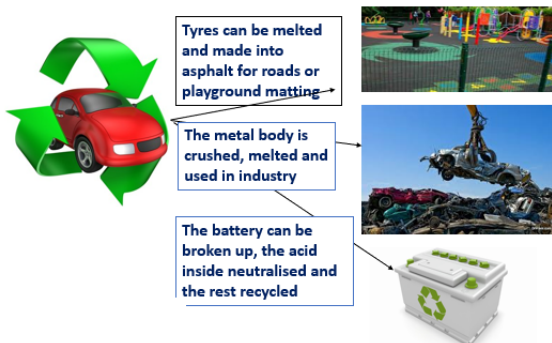 Tyres can be melted
and made into
asphalt for roads or
playground matting
The metal body is
crushed, melted and
used in industry
The battery can be
broken up, the acid
inside neutralised and
the rest recycled